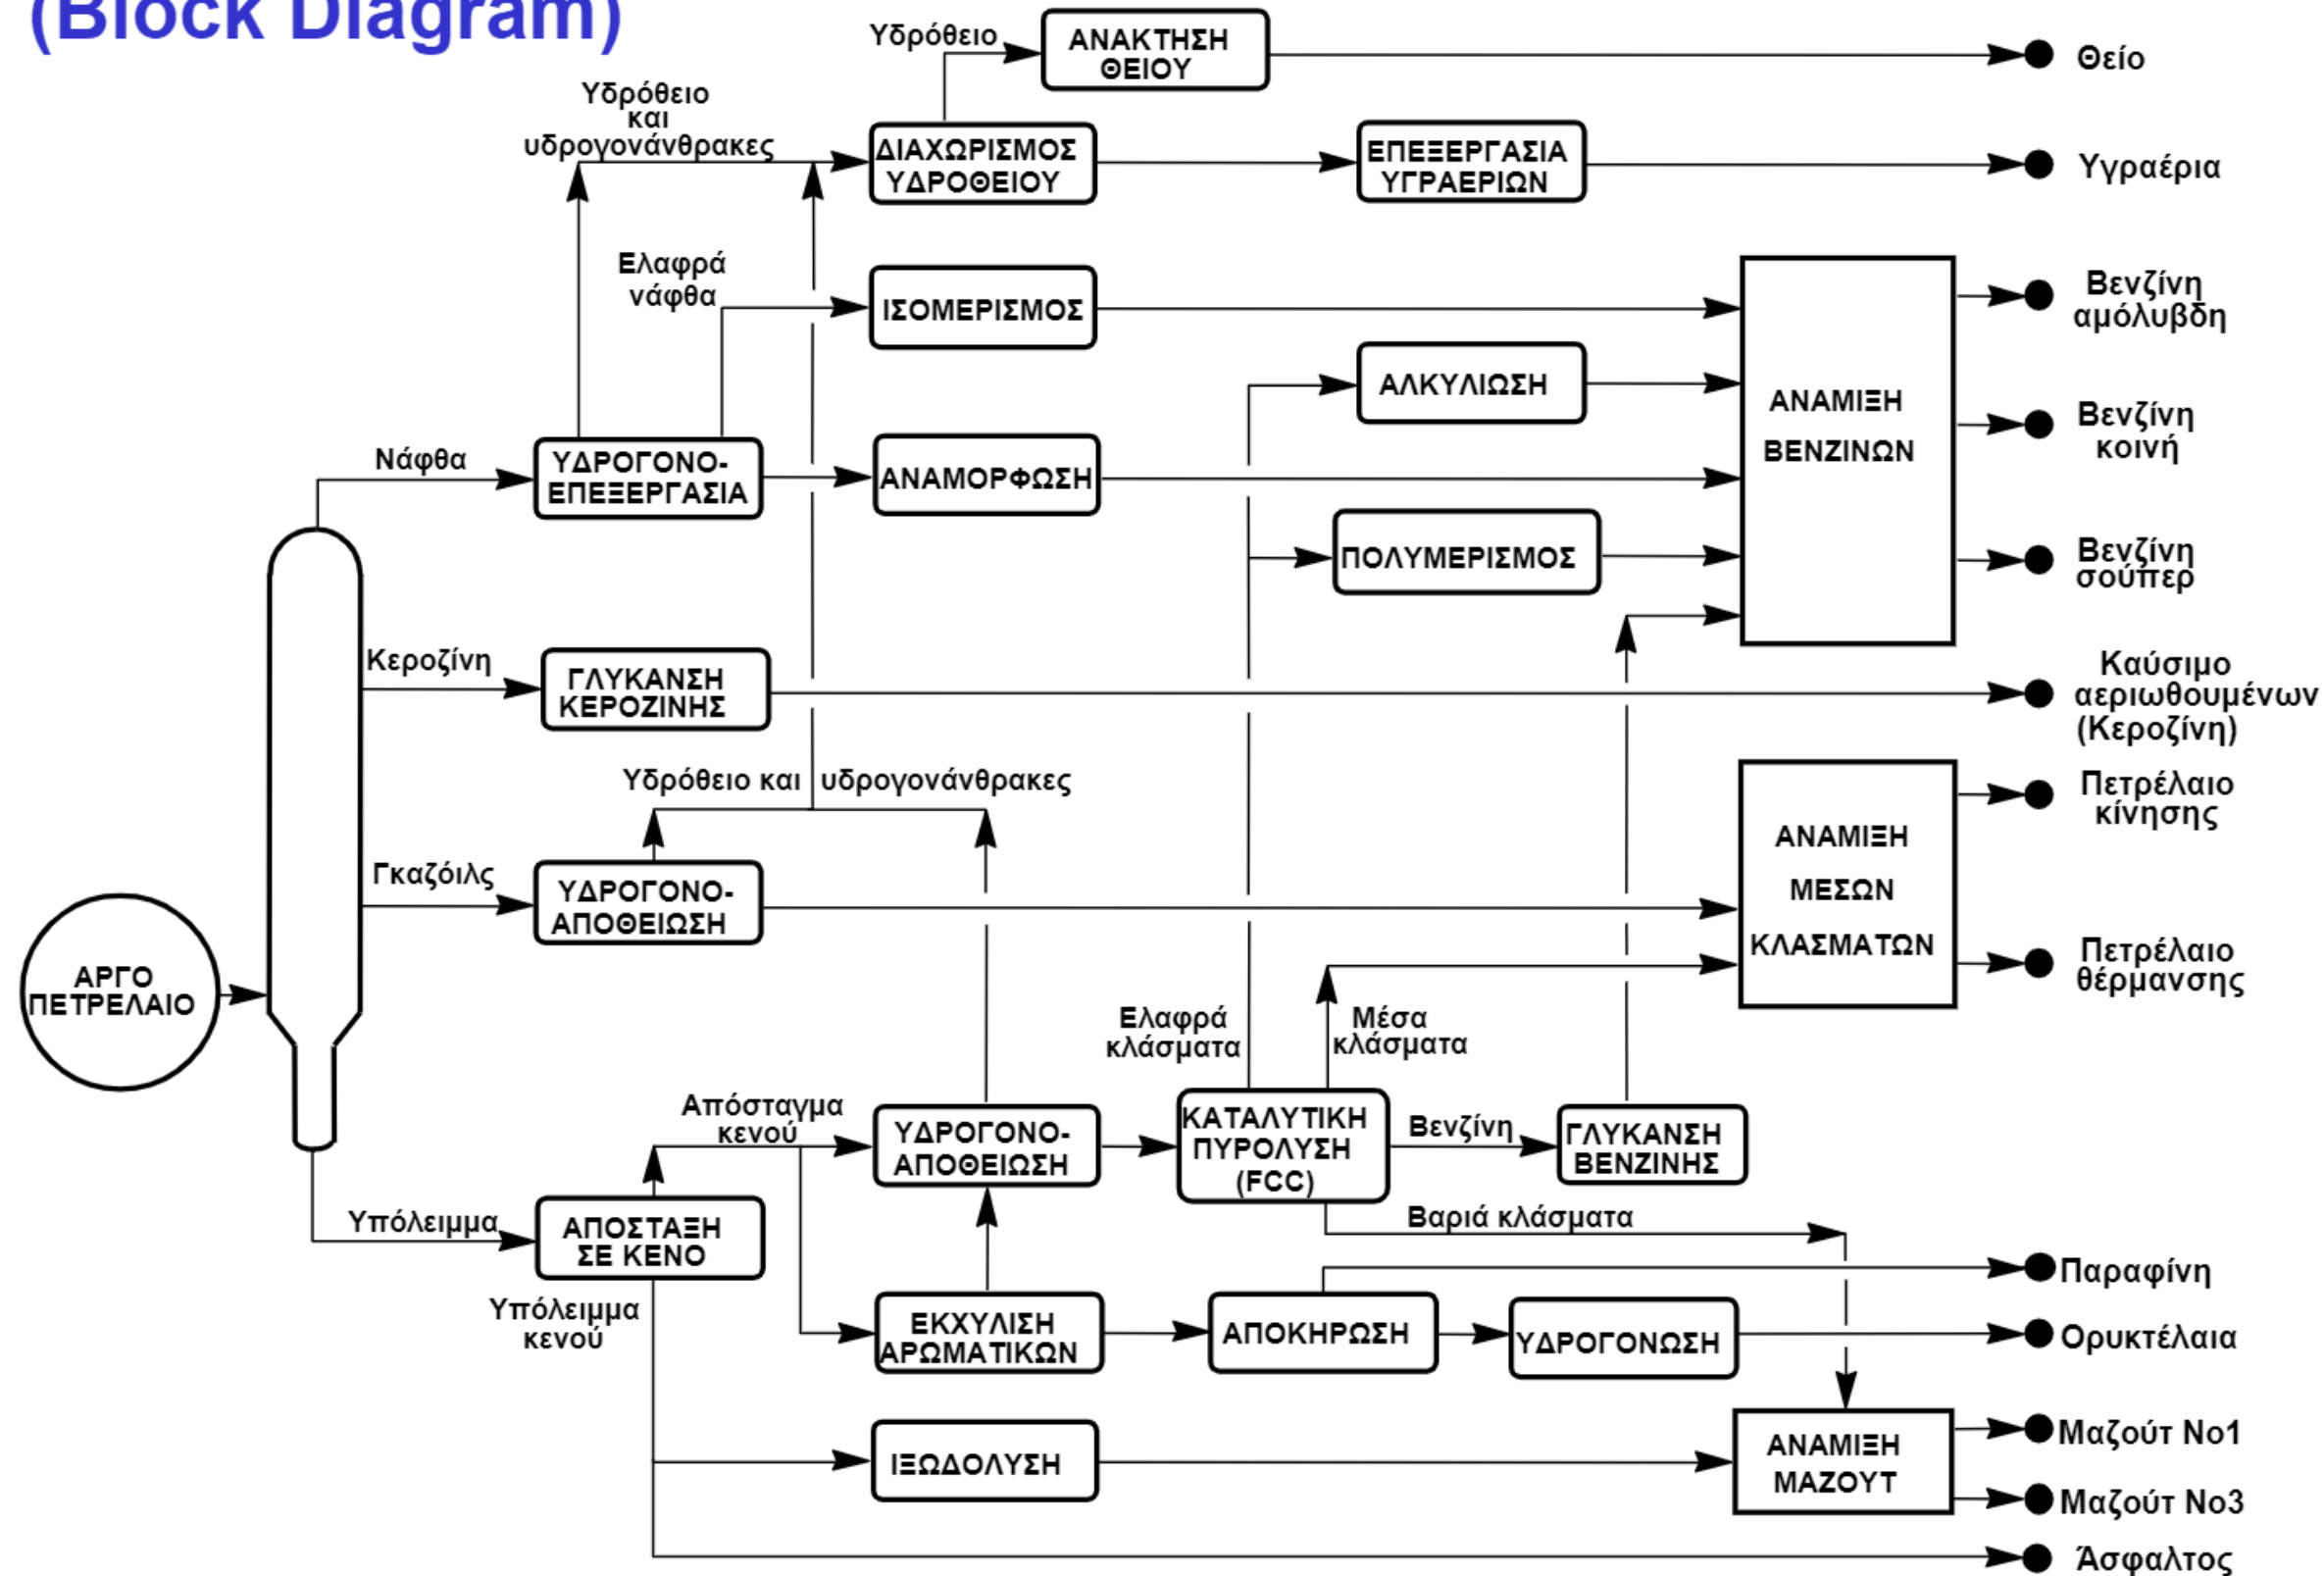 (Block Diagram)
Υδρόθειο
ΑΝΑΚΤΗΣΗ
ΘΕΙΟΥ
Θείο
Υδρόθειο
και
υδρογονάνθρακες
ΔΙΑΧΩΡΙΣΜΟΣ
ΥΔΡΟΘΕΙΟΥ
ΕΠΕΞΕΡΓΑΣΙΑ
ΥΓΡΑΕΡΙΩΝ
Υγραέρια
Ελαφρά
νάφθα
ΙΣΟΜΕΡΙΣΜΟΣ
ΑΛΚΥΛΙΩΣΗ
ΑΝΑΜΙΞΗ
ΒΕΝΖΙΝΩΝ
Βενζίνη
αμόλυβδη
Βενζίνη
κοινή
Βενζίνη
σούπερ
Νάφθα
ΥΔΡΟΓΟΝΟ-
ΕΠΕΞΕΡΓΑΣΙΑ
ΑΝΑΜΟΡΦΩΣΗ
ΠΟΛΥΜΕΡΙΣΜΟΣ
Κεροζίνη
ΓΛΥΚΑΝΣΗ
ΚΕΡΟΖΙΝΗΣ
Καύσιμο
αεριωθουμένων
(Κεροζίνη)
Υδρόθειο και υδρογονάνθρακες
Γκαζόιλς
ΥΔΡΟΓΟΝΟ-
ΑΠΟΘΕΙΩΣΗ
ΑΝΑΜΙΞΗ
ΜΕΣΩΝ
ΚΛΑΣΜΑΤΩΝ
Πετρέλαιο
κίνησης
Πετρέλαιο
θέρμανσης
ΑΡΓΟ
ΠΕΤΡΕΛΑΙΟ
Ελαφρά
κλάσματα
Μέσα
κλάσματα
Απόσταγμα
κενού
ΥΔΡΟΓΟΝΟ-
ΑΠΟΘΕΙΩΣΗ
ΚΑΤΑΛΥΤΙΚΗ
ΠΥΡΟΛΥΣΗ
(FCC)
Βενζίνη
ΓΛΥΚΑΝΣΗ
ΒΕΝΖΙΝΗΣ
Υπόλειμμα
ΑΠΟΣΤΑΞΗ
ΣΕ ΚΕΝΟ
Βαριά κλάσματα
Παραφίνη
Υπόλειμμα
κενού
ΕΚΧΥΛΙΣΗ
ΑΡΩΜΑΤΙΚΩΝ
ΑΠΟΚΗΡΩΣΗ
ΥΔΡΟΓΟΝΩΣΗ
Ορυκτέλαια
ΙΞΩΔΟΛΥΣΗ
ΑΝΑΜΙΞΗ
ΜΑΖΟΥΤ
Μαζούτ Νο1
Μαζούτ Νο3
Άσφαλτος